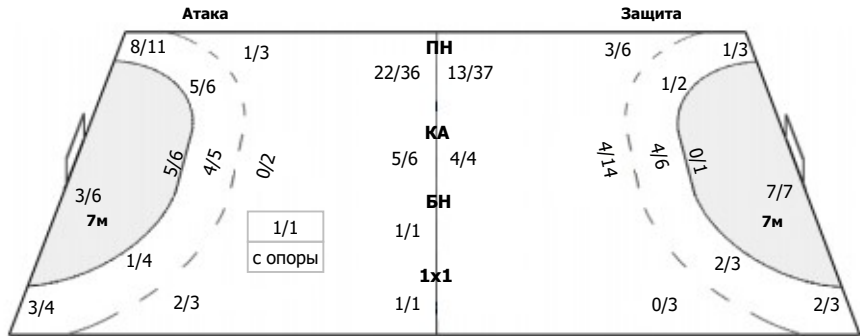 Атака Защита
8/11 1/3 ПН 3/6 1/3
22/36 13/37
5/6 1/2
КА
5/6 4/5 0/2 5/6 4/4 4/14 4/6 0/1
3/6 7/7
7м БН 7м
1/1 1/1
с опоры
1/4 2/3
1x1
3/4 2/3 1/1 0/3 2/3